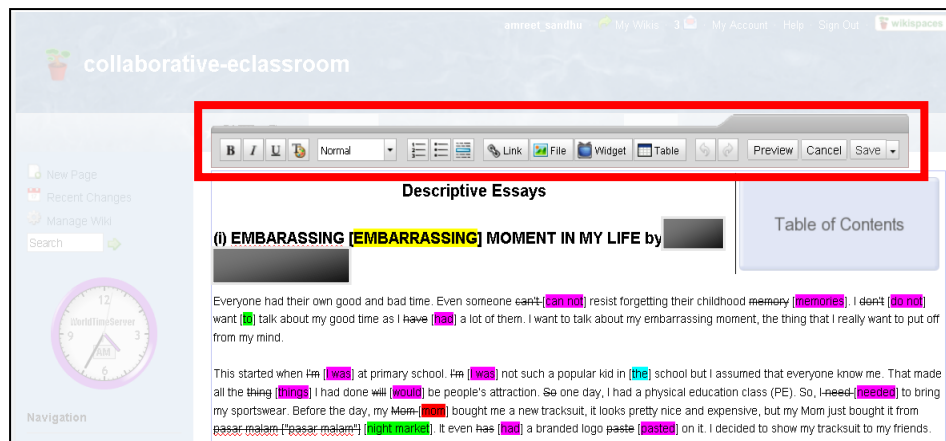 amreet_sandhu My Wikis 3 My Account Help Sign Out wikispaces
collaborative-eclassroom
B I U Normal Link File Widget Table Preview Cancel Save
New Page
Recent Changes
Manage Wiki
Search
Descriptive Essays
Table of Contents
(i) EMBARASSING [EMBARRASSING] MOMENT IN MY LIFE by
Everyone had their own good and bad time. Even someone can't [can not] resist forgetting their childhood memory [memories]. I don't [do not]
want [to] talk about my good time as I have [had] a lot of them. I want to talk about my embarrassing moment, the thing that I really want to put off
from my mind.
This started when I'm [I was] at primary school. I'm [I was] not such a popular kid in [the] school but I assumed that everyone know me. That made
all the thing [things] I had done will [would] be people's attraction. So one day, I had a physical education class (PE). So, I need [needed] to bring
my sportswear. Before the day, my Mom [mom] bought me a new tracksuit, it looks pretty nice and expensive, but my Mom just bought it from
pasar malam ["pasar malam"] [night market]. It even has [had] a branded logo paste [pasted] on it. I decided to show my tracksuit to my friends.
12
WorldTimeServer
9 3
AM
6
Navigation